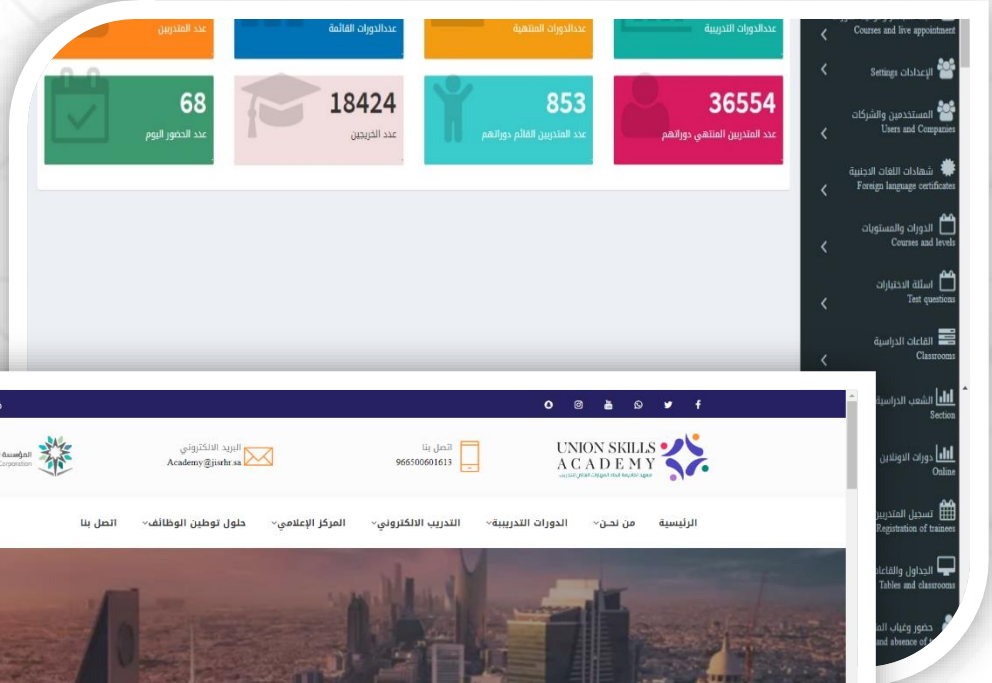 عددالدورات التدريبية
عددالدورات المنتهية
عددالدورات القائمة
عدد المتدربين
36554
عدد المتدربين المنتهي دوراتهم
853
عدد المتدربين القائم دوراتهم
18424
عدد الخريجين
68
عدد الحضور اليوم
Courses and live appointment
الإعدادات Settings
المستخدمين والشركات
Users and Companies
شهادات اللغات الاجنبية
Foreign language certificates
الدورات والمستويات
Courses and levels
اسئلة الاختبارات
Test questions
القاعات الدراسية
Classrooms
الشعب الدراسية
Section
دورات الاونلاين
Online
تسجيل المتدربين
Registration of trainees
الجداول والقاعات
Tables and classrooms
حضور وغياب
and absence of
UNION SKILLS
ACADEMY
اتصل بنا
966500601613
البريد الالكتروني
Academy@jisrhr.sa
المؤسسة
Corporation
الرئيسية
من نحن
الدورات التدريبية
التدريب الالكتروني
المركز الإعلامي
حلول توطين الوظائف
اتصل بنا